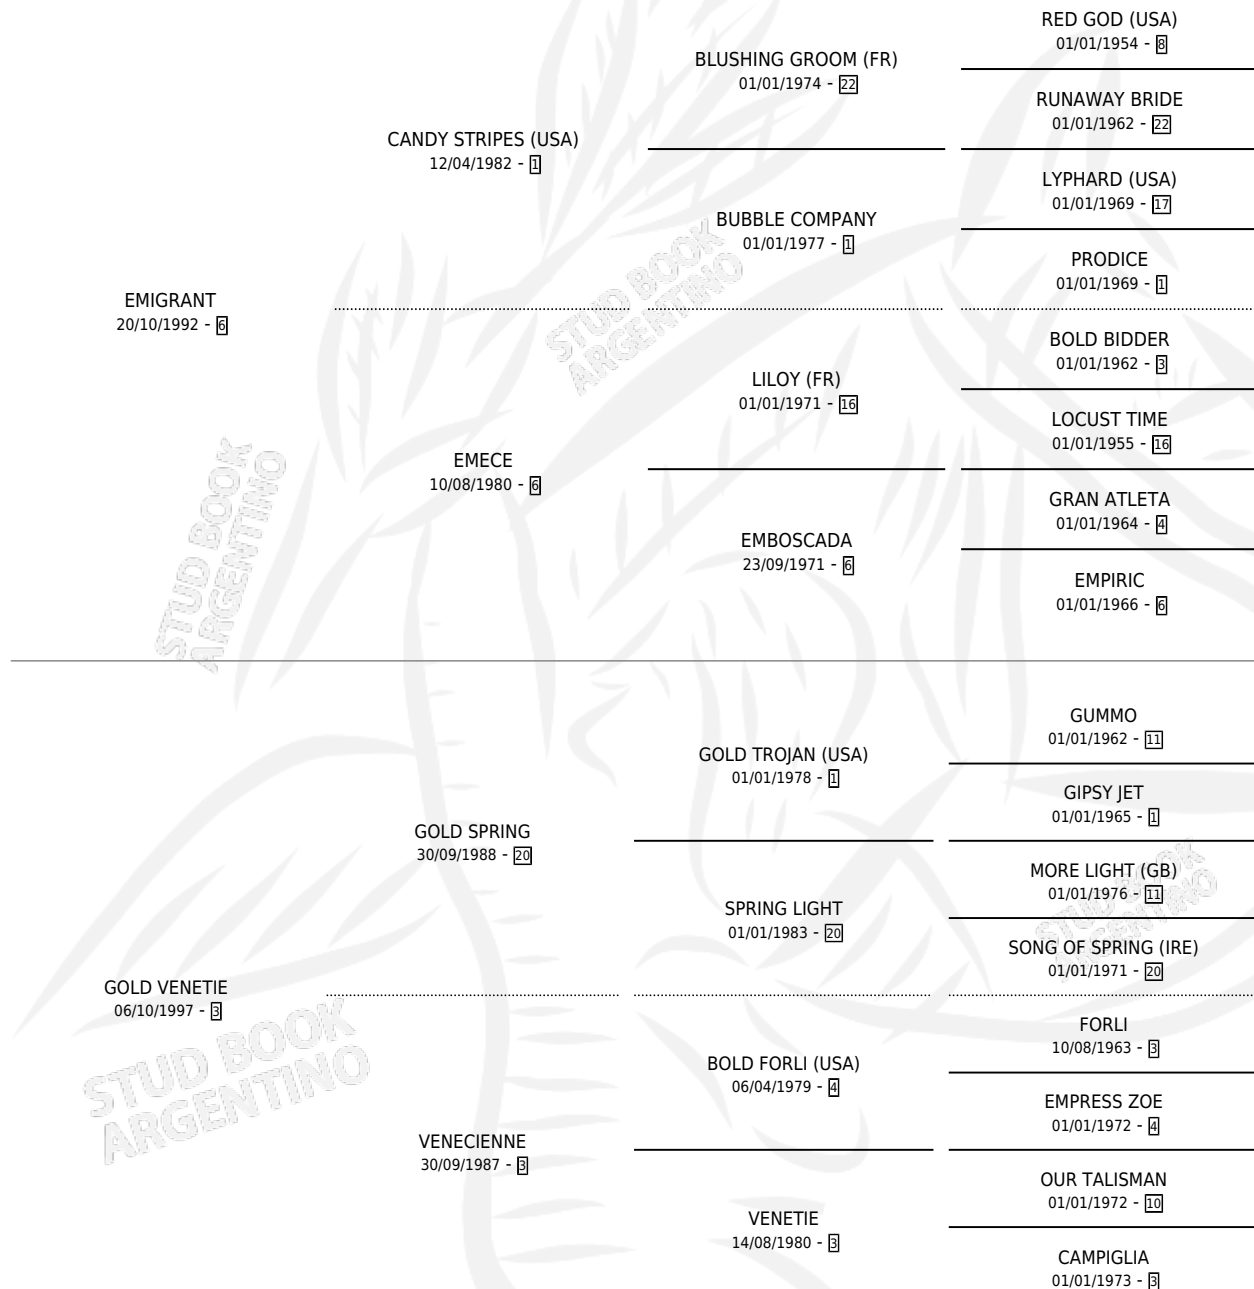 RED GOD (USA)
01/01/1954 - 8
BLUSHING GROOM (FR)
01/01/1974 - 22
RUNAWAY BRIDE
01/01/1962 - 22
CANDY STRIPES (USA)
12/04/1982 - 1
LYPHARD (USA)
01/01/1969 - 17
BUBBLE COMPANY
01/01/1977 - 1
PRODICE
01/01/1969 - 1
EMIGRANT
20/10/1992 - 6
STUD BOOK
ARGENTINO
BOLD BIDDER
01/01/1962 - 3
LILOY (FR)
01/01/1971 - 16
LOCUST TIME
01/01/1955 - 16
EMECE
10/08/1980 - 6
GRAN ATLETA
01/01/1964 - 4
EMBOSCADA
23/09/1971 - 6
EMPIRIC
01/01/1966 - 6
STUD BOOK
ARGENTINO
GUMMO
01/01/1962 - 11
GOLD TROJAN (USA)
01/01/1978 - 1
GIPSY JET
01/01/1965 - 1
GOLD SPRING
30/09/1988 - 20
MORE LIGHT (GB)
01/01/1976 - 11
SPRING LIGHT
01/01/1983 - 20
STUD BOOK
ARGENTINO
SONG OF SPRING (IRE)
01/01/1971 - 20
GOLD VENETIE
06/10/1997 - 3
STUD BOOK
ARGENTINO
FORLI
10/08/1963 - 3
BOLD FORLI (USA)
06/04/1979 - 4
EMPRESS ZOE
01/01/1972 - 4
VENECIENNE
30/09/1987 - 3
OUR TALISMAN
01/01/1972 - 10
VENETIE
14/08/1980 - 3
CAMPIGLIA
01/01/1973 - 3